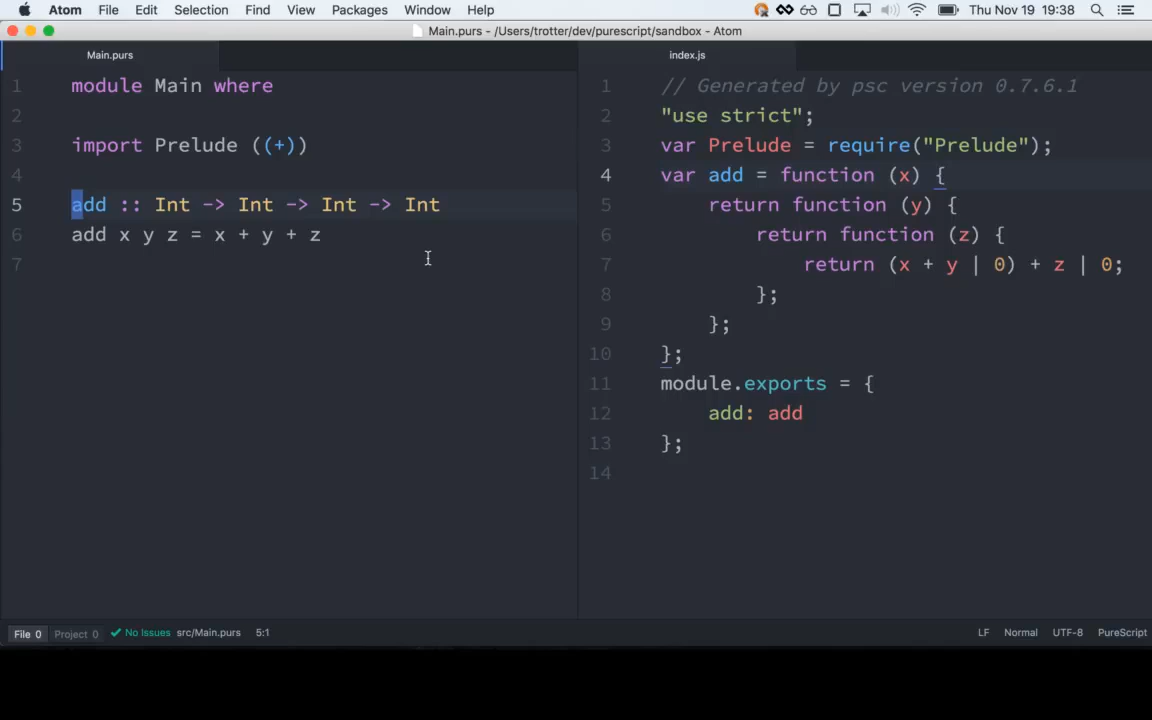 Atom File Edit Selection Find View Packages Window Help Thu Nov 19 19:38
Main.purs - /Users/trotter/dev/purescript/sandbox - Atom
Main.purs
1 module Main where
2
3 import Prelude ((+))
4
5 add :: Int -> Int -> Int -> Int
6 add x y z = x + y + z
7
index.js
1 // Generated by psc version 0.7.6.1
2 "use strict";
3 var Prelude = require("Prelude");
4 var add = function (x) {
5 return function (y) {
6 return function (z) {
7 return (x + y | 0) + z | 0;
8 };
9 };
10 };
11 module.exports = {
12 add: add
13 };
14
File 0 Project 0 No Issues src/Main.purs 5:1 LF Normal UTF-8 PureScript